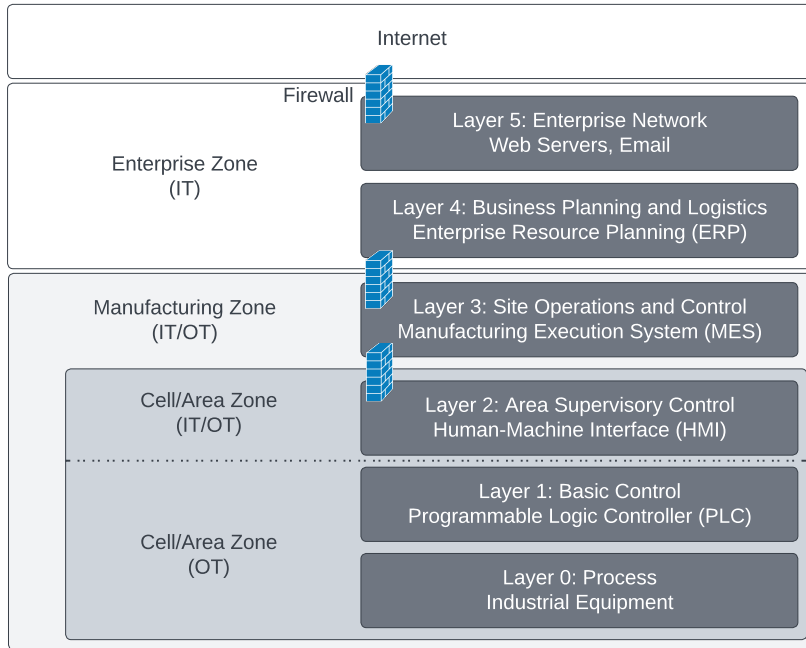 Internet
Firewall
Layer 5: Enterprise Network
Web Servers, Email
Enterprise Zone
(IT)
Layer 4: Business Planning and Logistics
Enterprise Resource Planning (ERP)
Manufacturing Zone
(IT/OT)
Layer 3: Site Operations and Control
Manufacturing Execution System (MES)
Cell/Area Zone
(IT/OT)
Layer 2: Area Supervisory Control
Human-Machine Interface (HMI)
Layer 1: Basic Control
Programmable Logic Controller (PLC)
Cell/Area Zone
(OT)
Layer 0: Process
Industrial Equipment